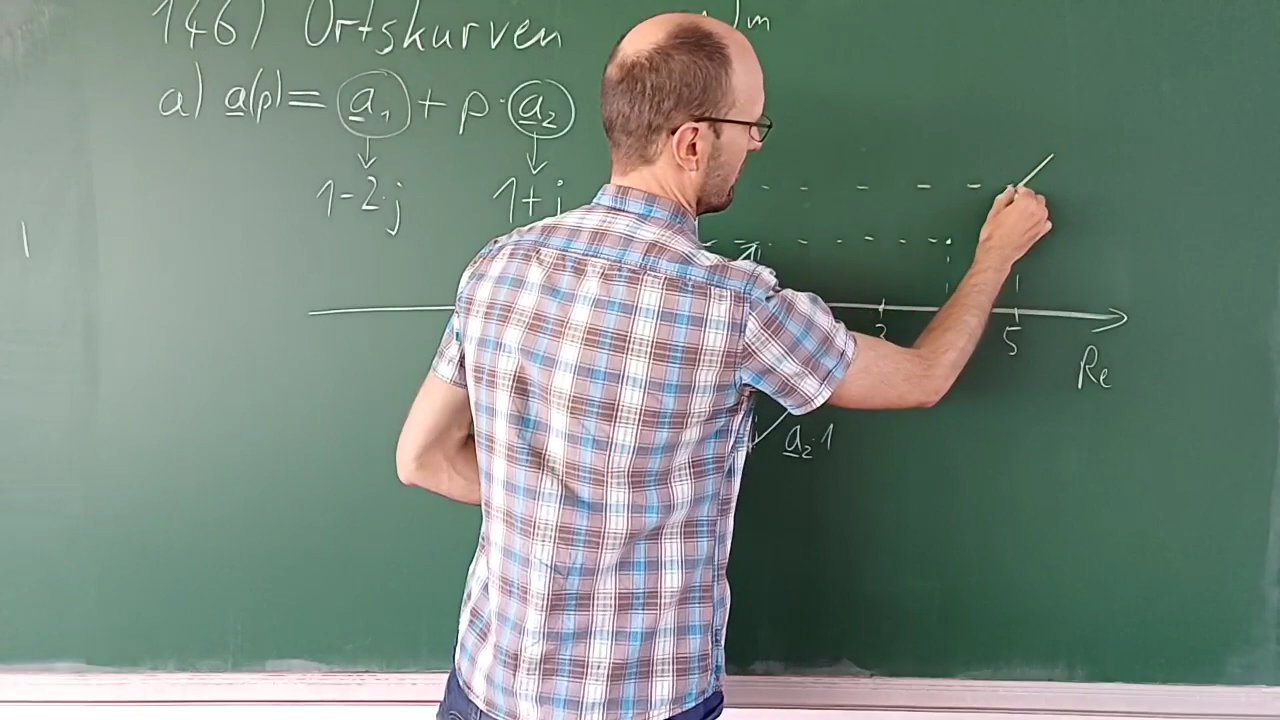 146) Ortskurven
Im
a) a(p) = a₁ + p · a₂
1-2·j 1+j
3 5
Re
a₂·1